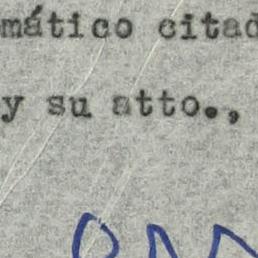 mático citad
y su atto.,